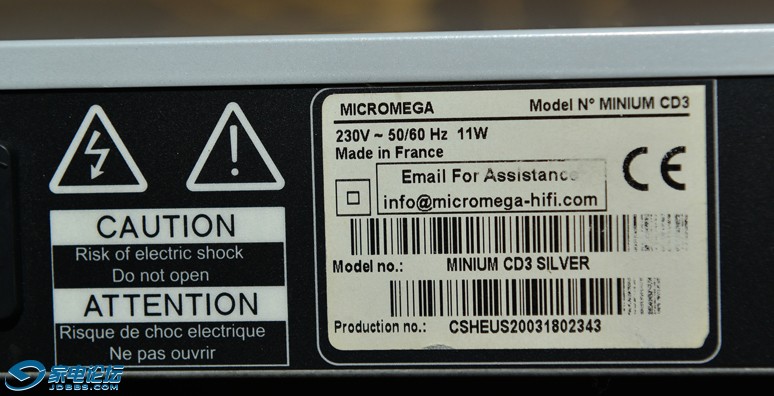 MICROMEGA Model N° MINIUM CD3
230V ~ 50/60 Hz 11W
Made in France
Email For Assistance
info@micromega-hifi.com
CE
Model no.: MINIUM CD3 SILVER
Production no.: CSHEUS20031802343
CAUTION
Risk of electric shock
Do not open
ATTENTION
Risque de choc electrique
Ne pas ouvrir
家电论坛
JDBBS.COM